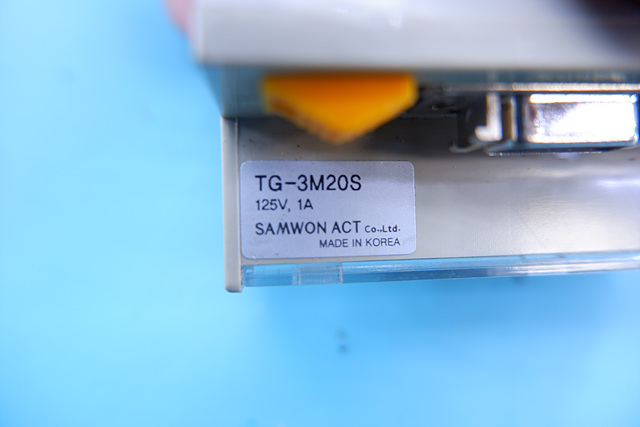 TG-3M20S
125V, 1A
SAMWON ACT Co.,Ltd.
MADE IN KOREA